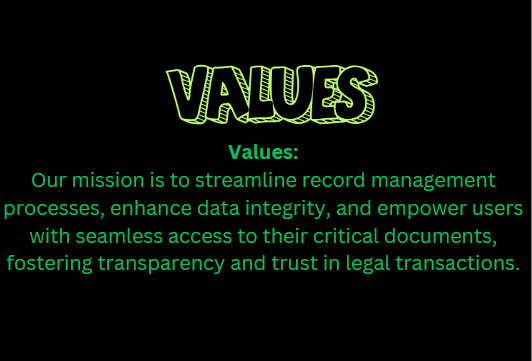 VALUES
Values:
Our mission is to streamline record management
processes, enhance data integrity, and empower users
with seamless access to their critical documents,
fostering transparency and trust in legal transactions.